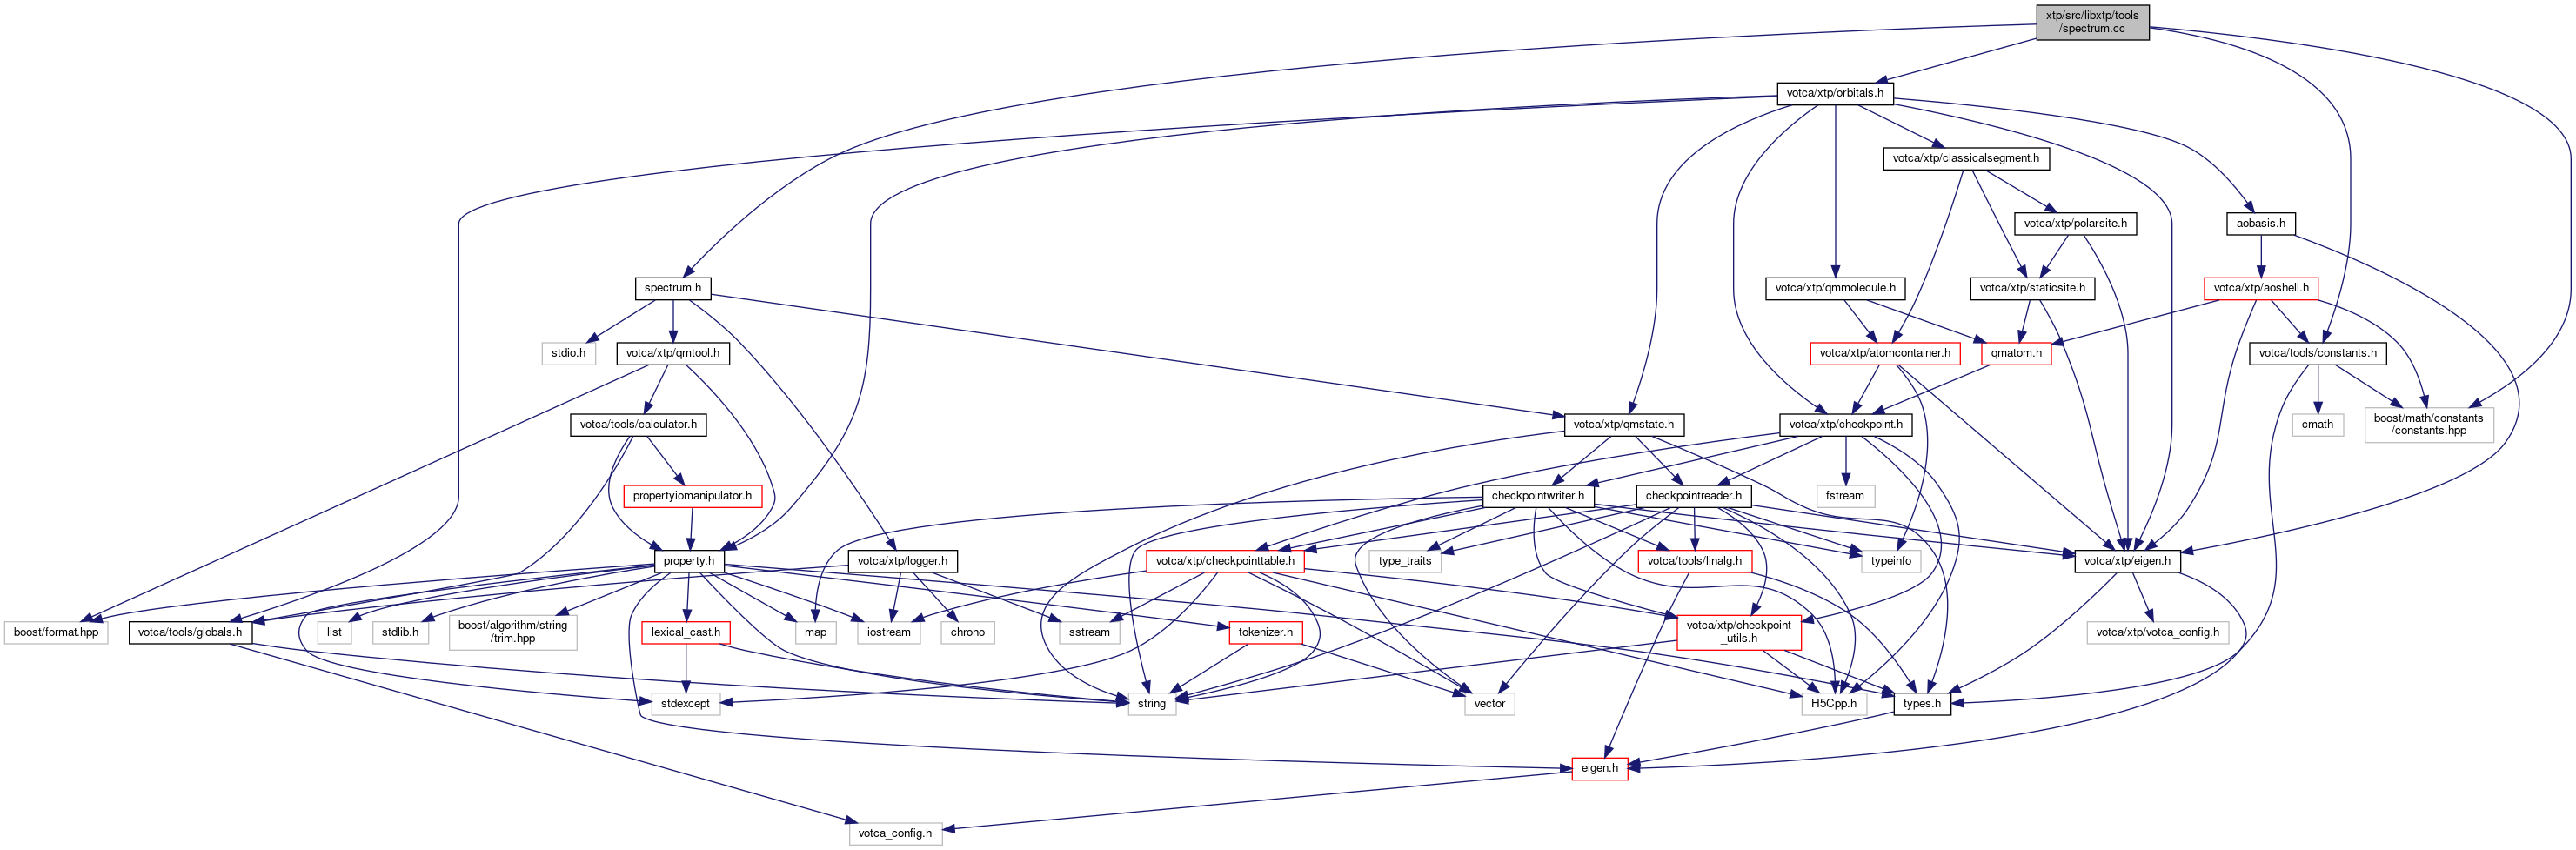 xtp/src/libxtp/tools
/spectrum.cc
votca/xtp/orbitals.h
votca/xtp/classicalsegment.h
votca/xtp/polarsite.h
aobasis.h
spectrum.h
votca/xtp/qmmolecule.h
votca/xtp/staticsite.h
votca/xtp/aoshell.h
stdio.h
votca/xtp/qmtool.h
votca/xtp/atomcontainer.h
qmatom.h
votca/tools/constants.h
votca/tools/calculator.h
votca/xtp/qmstate.h
votca/xtp/checkpoint.h
cmath
boost/math/constants
/constants.hpp
propertyiomanipulator.h
checkpointwriter.h
checkpointreader.h
fstream
property.h
votca/xtp/logger.h
votca/xtp/checkpointtable.h
type_traits
votca/tools/linalg.h
typeinfo
votca/xtp/eigen.h
boost/format.hpp
votca/tools/globals.h
list
stdlib.h
boost/algorithm/string
/trim.hpp
lexical_cast.h
map
iostream
chrono
sstream
tokenizer.h
votca/xtp/checkpoint
_utils.h
votca/xtp/votca_config.h
stdexcept
string
vector
H5Cpp.h
types.h
eigen.h
votca_config.h